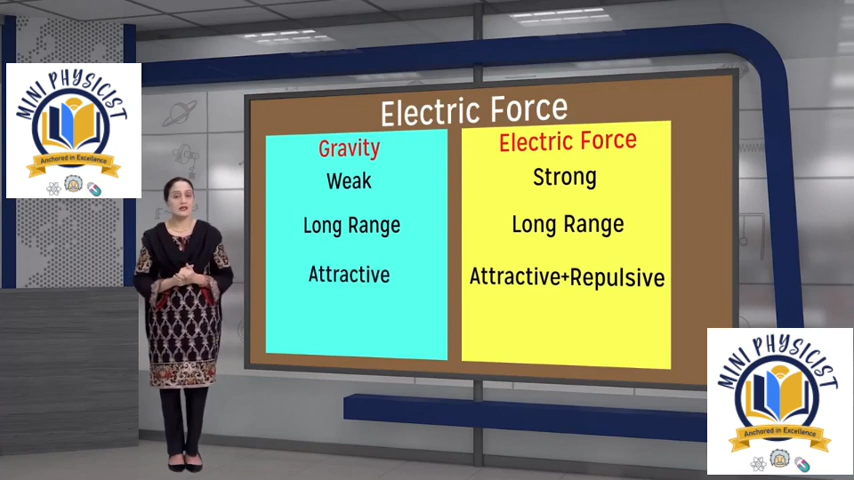 MINI PHYSICIST
Anchored in Excellence
Electric Force
Gravity
Weak
Long Range
Attractive
Electric Force
Strong
Long Range
Attractive+Repulsive
MINI PHYSICIST
Anchored in Excellence